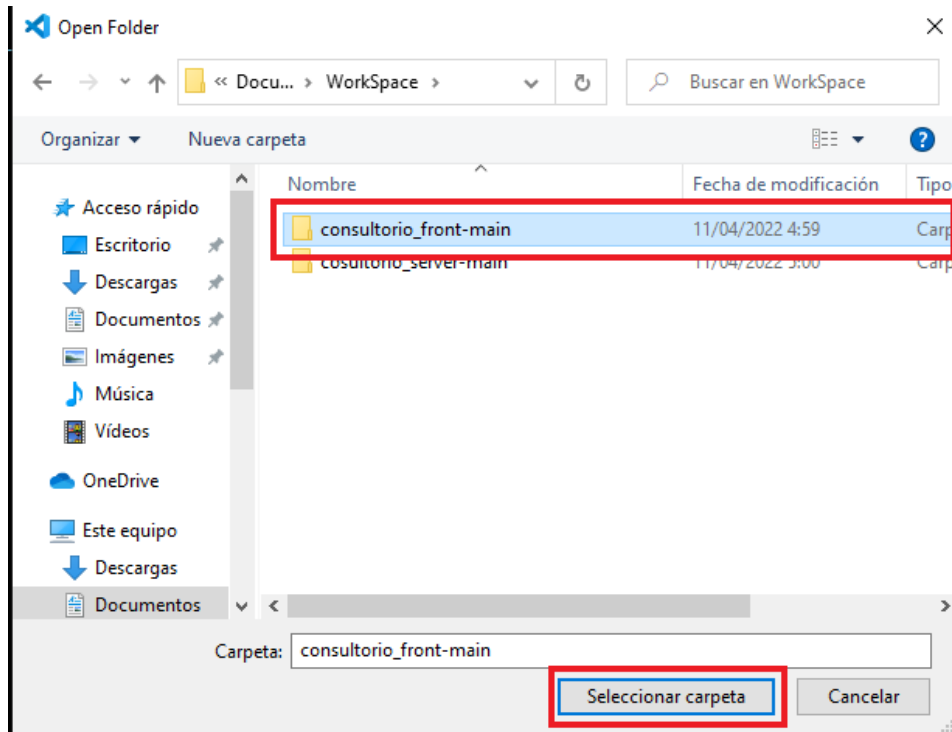 Open Folder
« Docu... > WorkSpace >
Buscar en WorkSpace
Organizar
Nueva carpeta
?
Nombre
Fecha de modificación
Tipo
Acceso rápido
consultorio_front-main
11/04/2022 4:59
Carp
Escritorio
cosultorio_server-main
11/04/2022 5:00
Carp
Descargas
Documentos
Imágenes
Música
Vídeos
OneDrive
Este equipo
Descargas
Documentos
Carpeta:
consultorio_front-main
Seleccionar carpeta
Cancelar